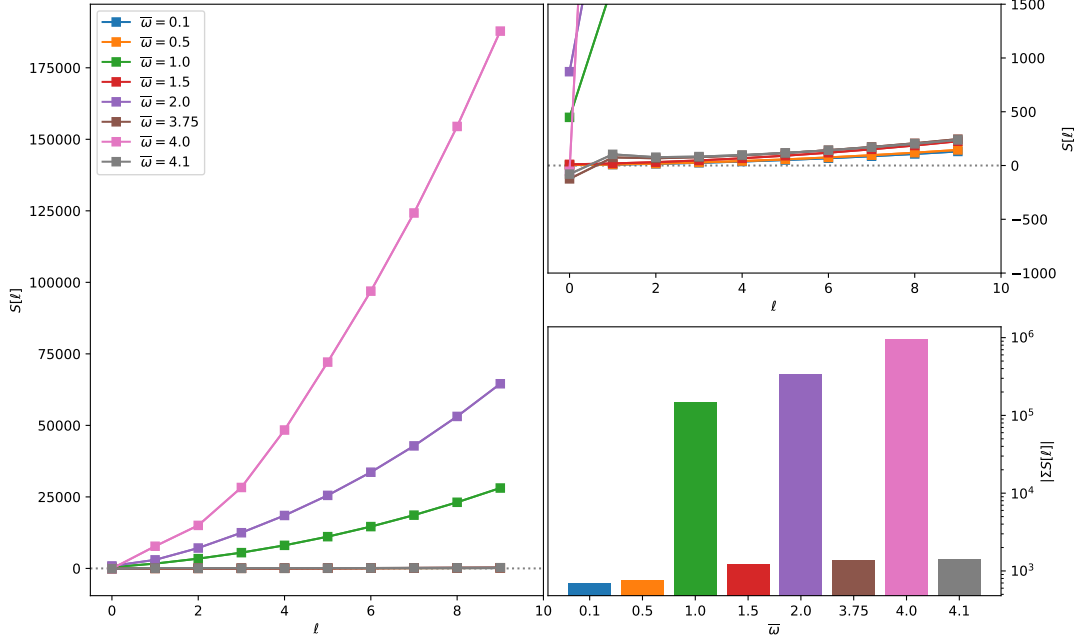 S[ℓ]
175000
150000
125000
100000
75000
50000
25000
0
ω̅ = 0.1
ω̅ = 0.5
ω̅ = 1.0
ω̅ = 1.5
ω̅ = 2.0
ω̅ = 3.75
ω̅ = 4.0
ω̅ = 4.1
0 2 4 6 8 10
ℓ
1500
1000
500
0
−500
−1000
S[ℓ]
0 2 4 6 8 10
ℓ
10⁶
10⁵
10⁴
10³
|ΣS[ℓ]|
0.1 0.5 1.0 1.5 2.0 3.75 4.0 4.1
ω̅